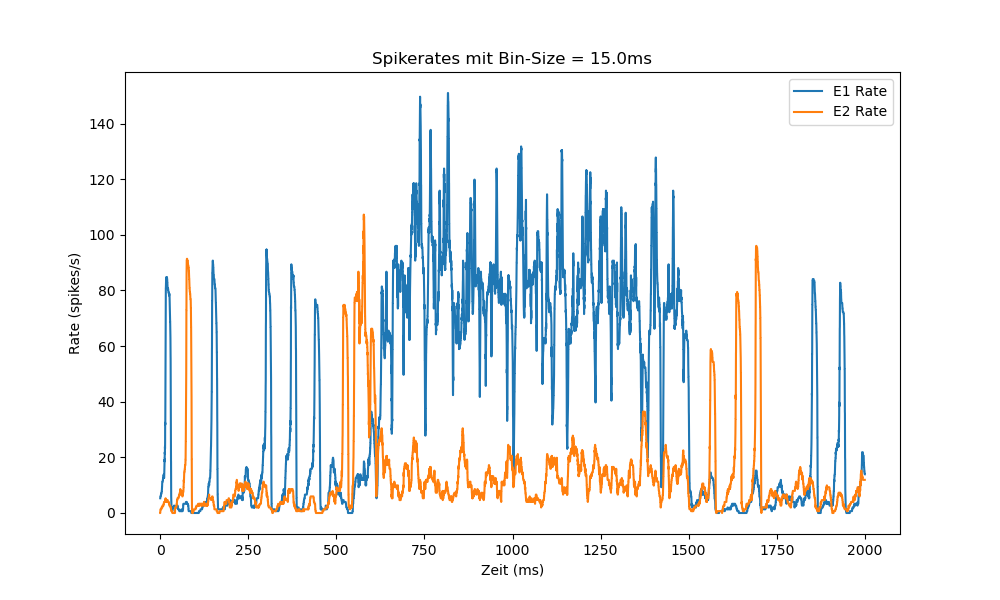 Spikerates mit Bin-Size = 15.0ms
E1 Rate
E2 Rate
140
120
100
80
60
40
20
0
Rate (spikes/s)
0 250 500 750 1000 1250 1500 1750 2000
Zeit (ms)